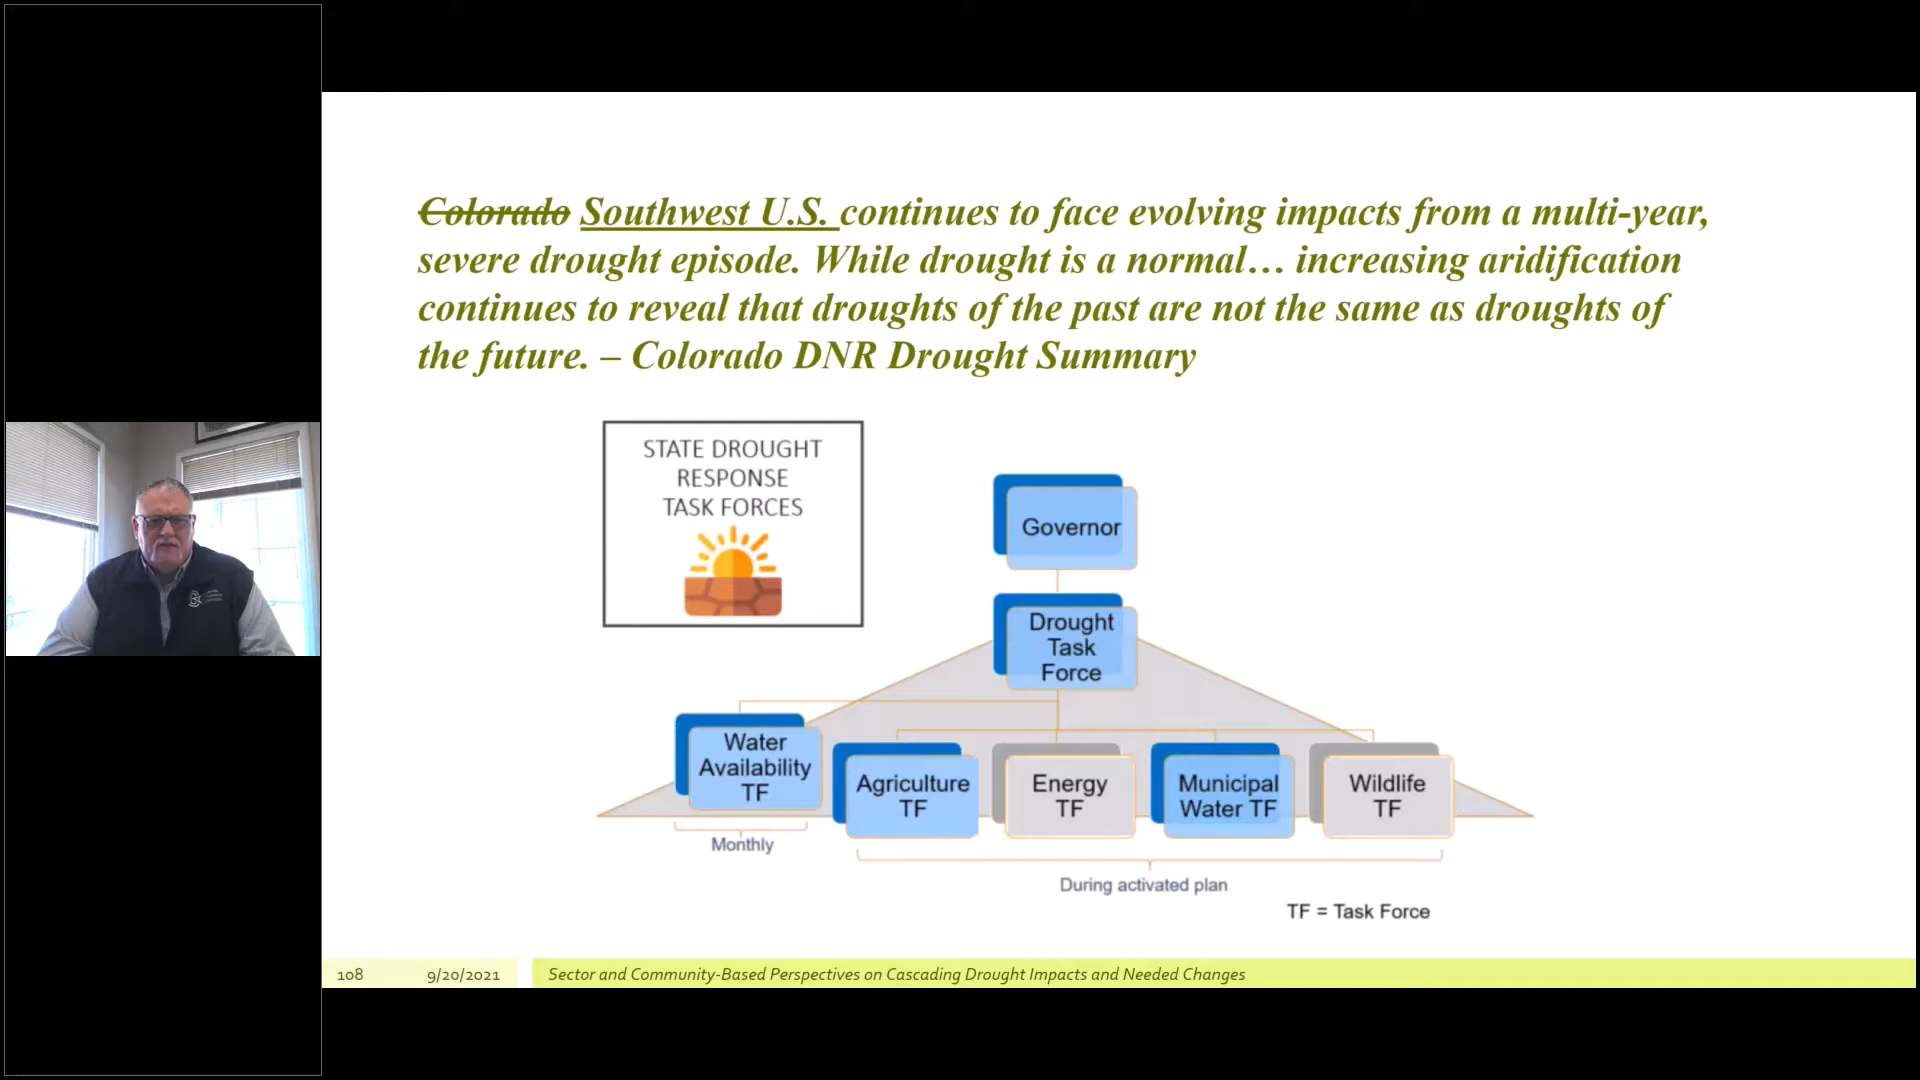 Colorado Southwest U.S. continues to face evolving impacts from a multi-year,
severe drought episode. While drought is a normal… increasing aridification
continues to reveal that droughts of the past are not the same as droughts of
the future. – Colorado DNR Drought Summary
STATE DROUGHT
RESPONSE
TASK FORCES
Governor
Drought
Task
Force
Water
Availability
TF
Agriculture
TF
Energy
TF
Municipal
Water TF
Wildlife
TF
Monthly
During activated plan
TF = Task Force
108
9/20/2021
Sector and Community-Based Perspectives on Cascading Drought Impacts and Needed Changes